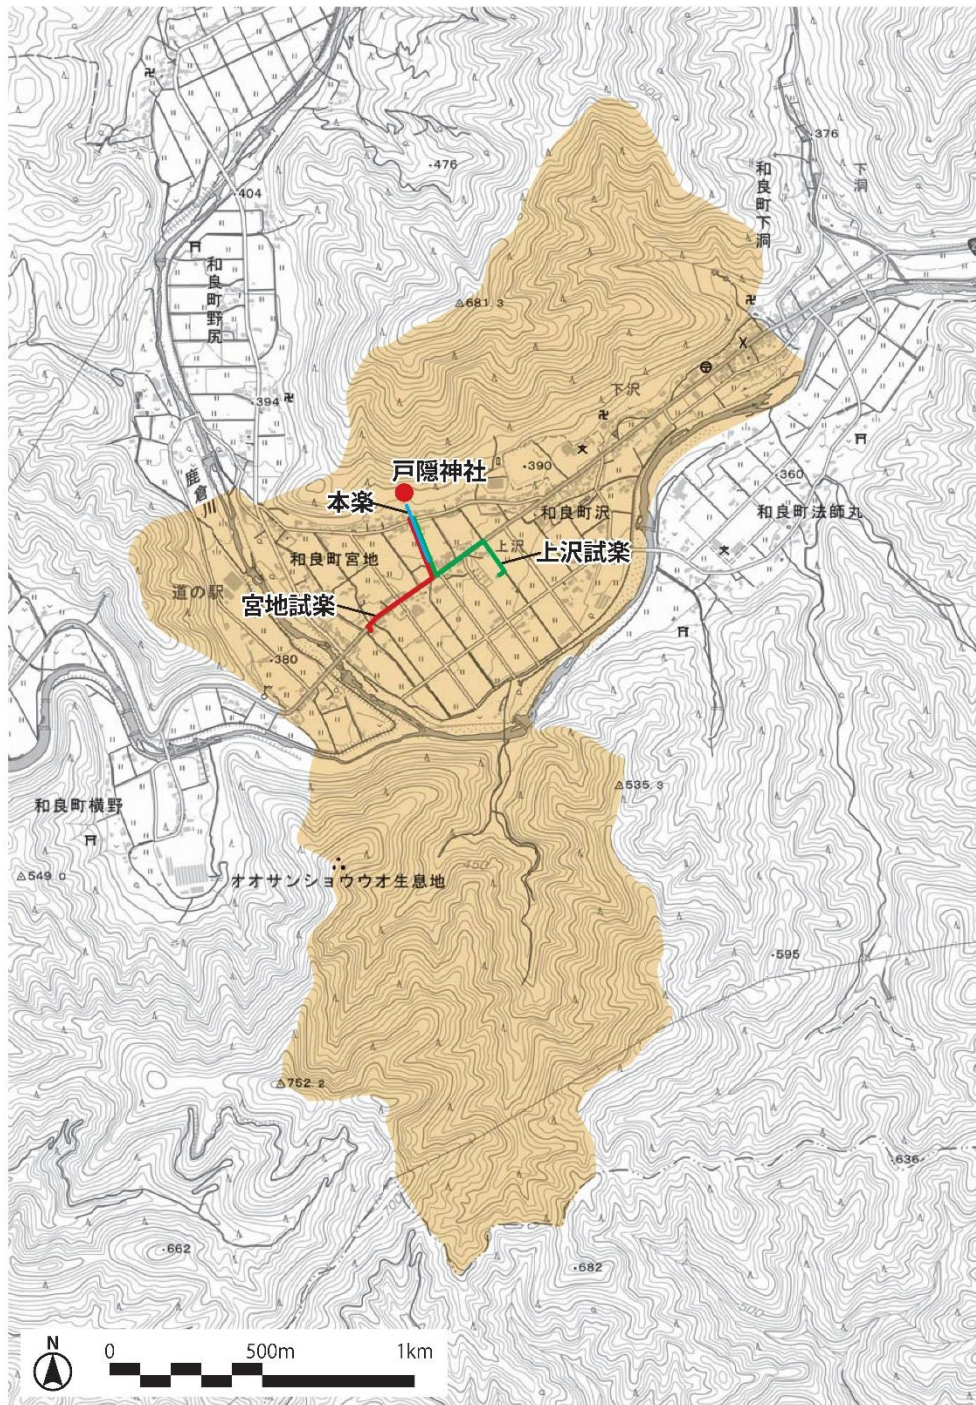 600
・376
・476
下洞
和良町下洞
・404
和良町野尻
△681.3
下沢
・394
戸隠神社
・390
本楽
鹿倉川
・360
和良町沢
和良町法師丸
上沢
上沢試楽
和良町宮地
道の駅
宮地試楽
・380
△535.3
和良町横野
450
オオサンショウウオ生息地
△549.0
・595
△752.2
・636
・662
・682
500
N
0
500m
1km